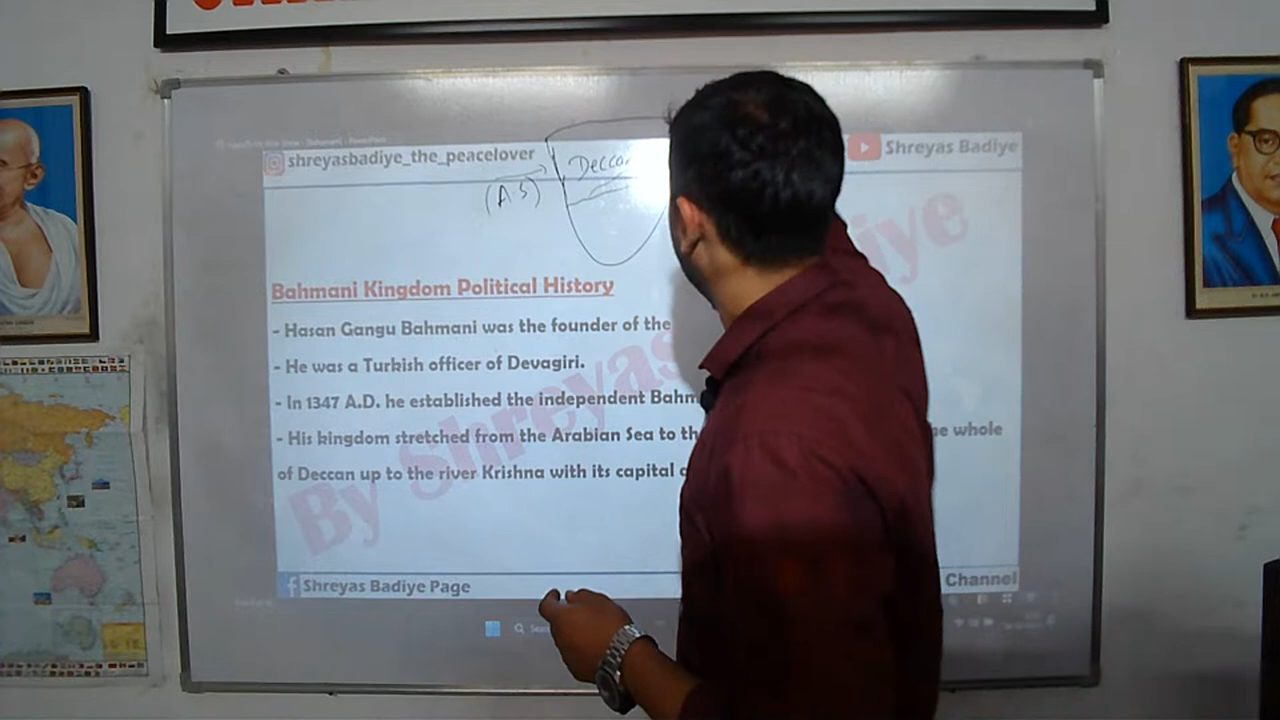 shreyasbadiye_the_peacelover
Shreyas Badiye
Decca
(A.S)
Bahmani Kingdom Political History
- Hasan Gangu Bahmani was the founder of the
- He was a Turkish officer of Devagiri.
- In 1347 A.D. he established the independent Bahm
- His kingdom stretched from the Arabian Sea to th he whole
of Deccan up to the river Krishna with its capital
By Shreyas Badiye
Shreyas Badiye Page
Channel